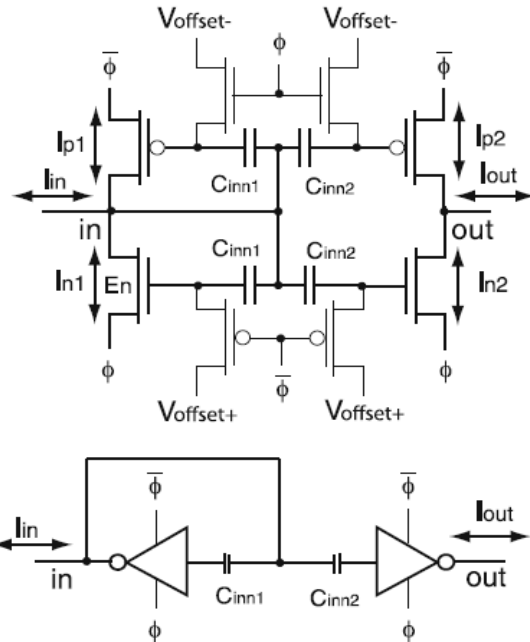 Voffset- Voffset-
ϕ̅ ϕ ϕ̅
Ip1 Ip2
Iin Cinn1 Cinn2 Iout
in out
Cinn1 Cinn2
In1 En In2
ϕ ϕ̅ ϕ
Voffset+ Voffset+
ϕ̅ ϕ̅
Iin Iout
in Cinn1 Cinn2 out
ϕ ϕ